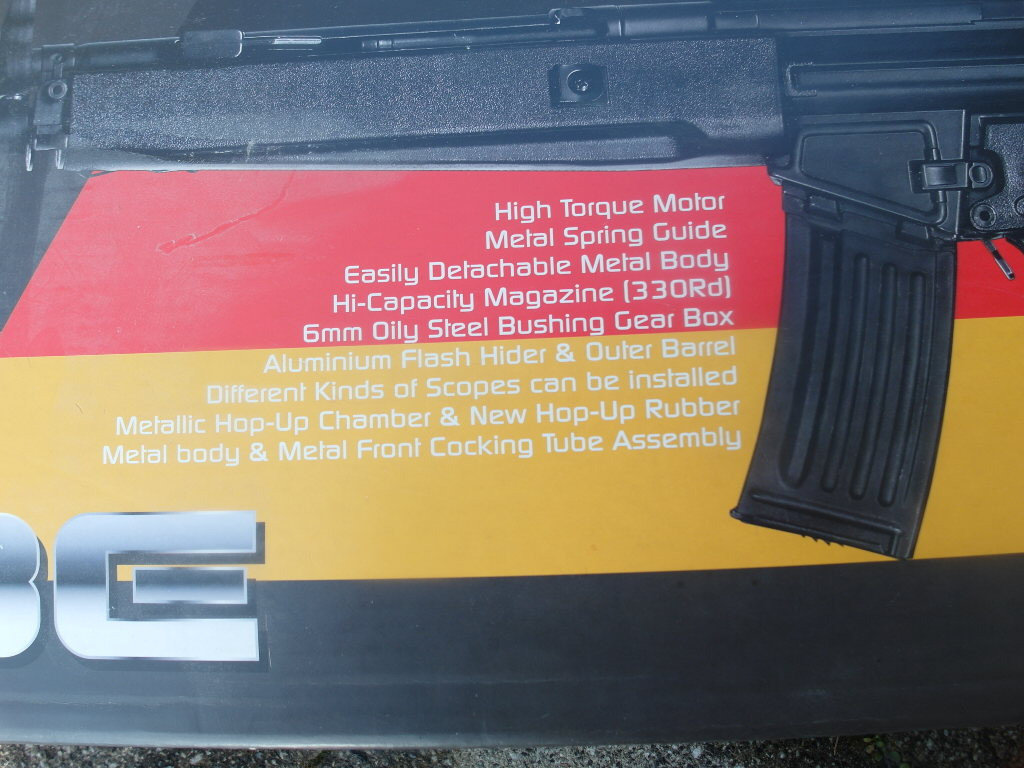 High Torque Motor
Metal Spring Guide
Easily Detachable Metal Body
Hi-Capacity Magazine (330Rd)
6mm Oily Steel Bushing Gear Box
Aluminium Flash Hider & Outer Barrel
Different Kinds of Scopes can be installed
Metallic Hop-Up Chamber & New Hop-Up Rubber
Metal body & Metal Front Cocking Tube Assembly